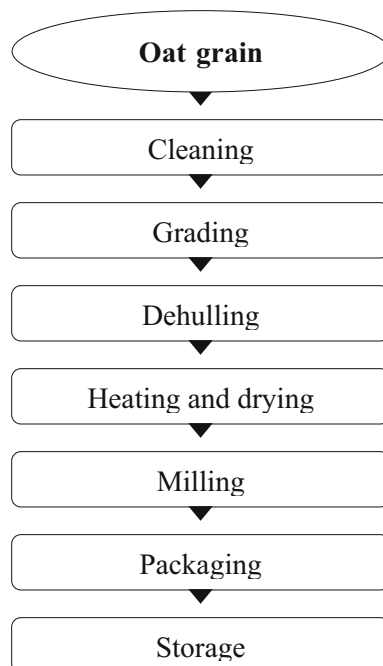 Oat grain
Cleaning
Grading
Dehulling
Heating and drying
Milling
Packaging
Storage